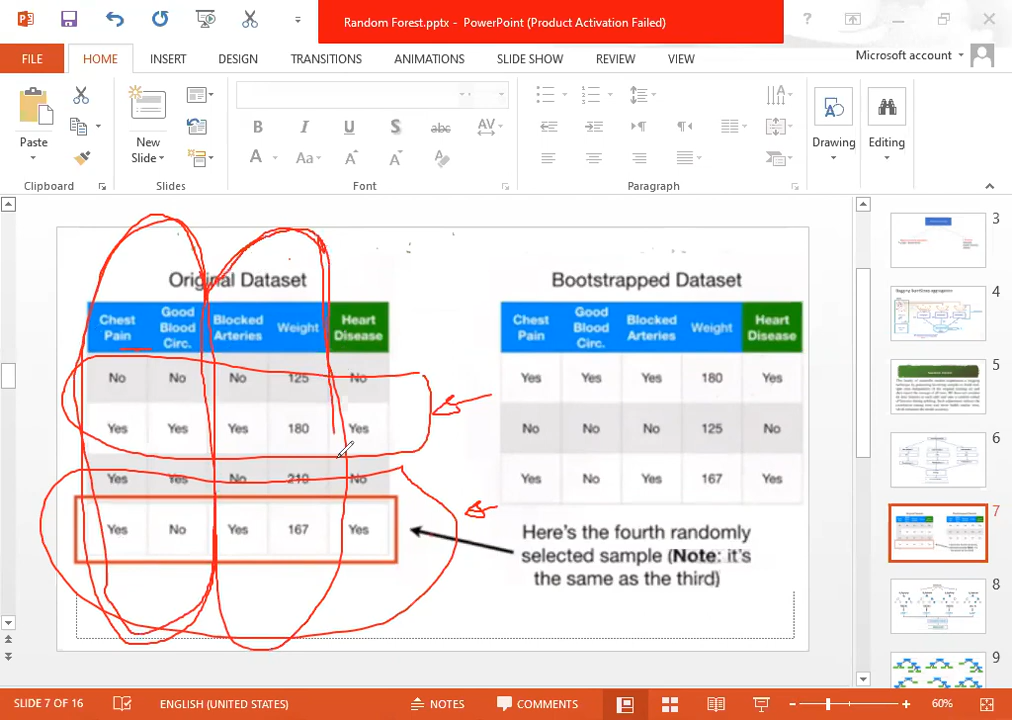 Random Forest.pptx - PowerPoint (Product Activation Failed)
?
FILE
HOME
INSERT
DESIGN
TRANSITIONS
ANIMATIONS
SLIDE SHOW
REVIEW
VIEW
Microsoft account
Paste
New
Slide
B I U S abc AV
A Aa A A
Drawing
Editing
Clipboard
Slides
Font
Paragraph
Original Dataset
Chest Pain Good Blood Circ. Blocked Arteries Weight Heart Disease
No No No 125 No
Yes Yes Yes 180 Yes
Yes Yes No 210 No
Yes No Yes 167 Yes
Bootstrapped Dataset
Chest Pain Good Blood Circ. Blocked Arteries Weight Heart Disease
Yes Yes Yes 180 Yes
No No No 125 No
Yes No Yes 167 Yes
Here's the fourth randomly
selected sample (Note: it's
the same as the third)
3
4
5
6
7
8
9
SLIDE 7 OF 16
ENGLISH (UNITED STATES)
NOTES
COMMENTS
60%